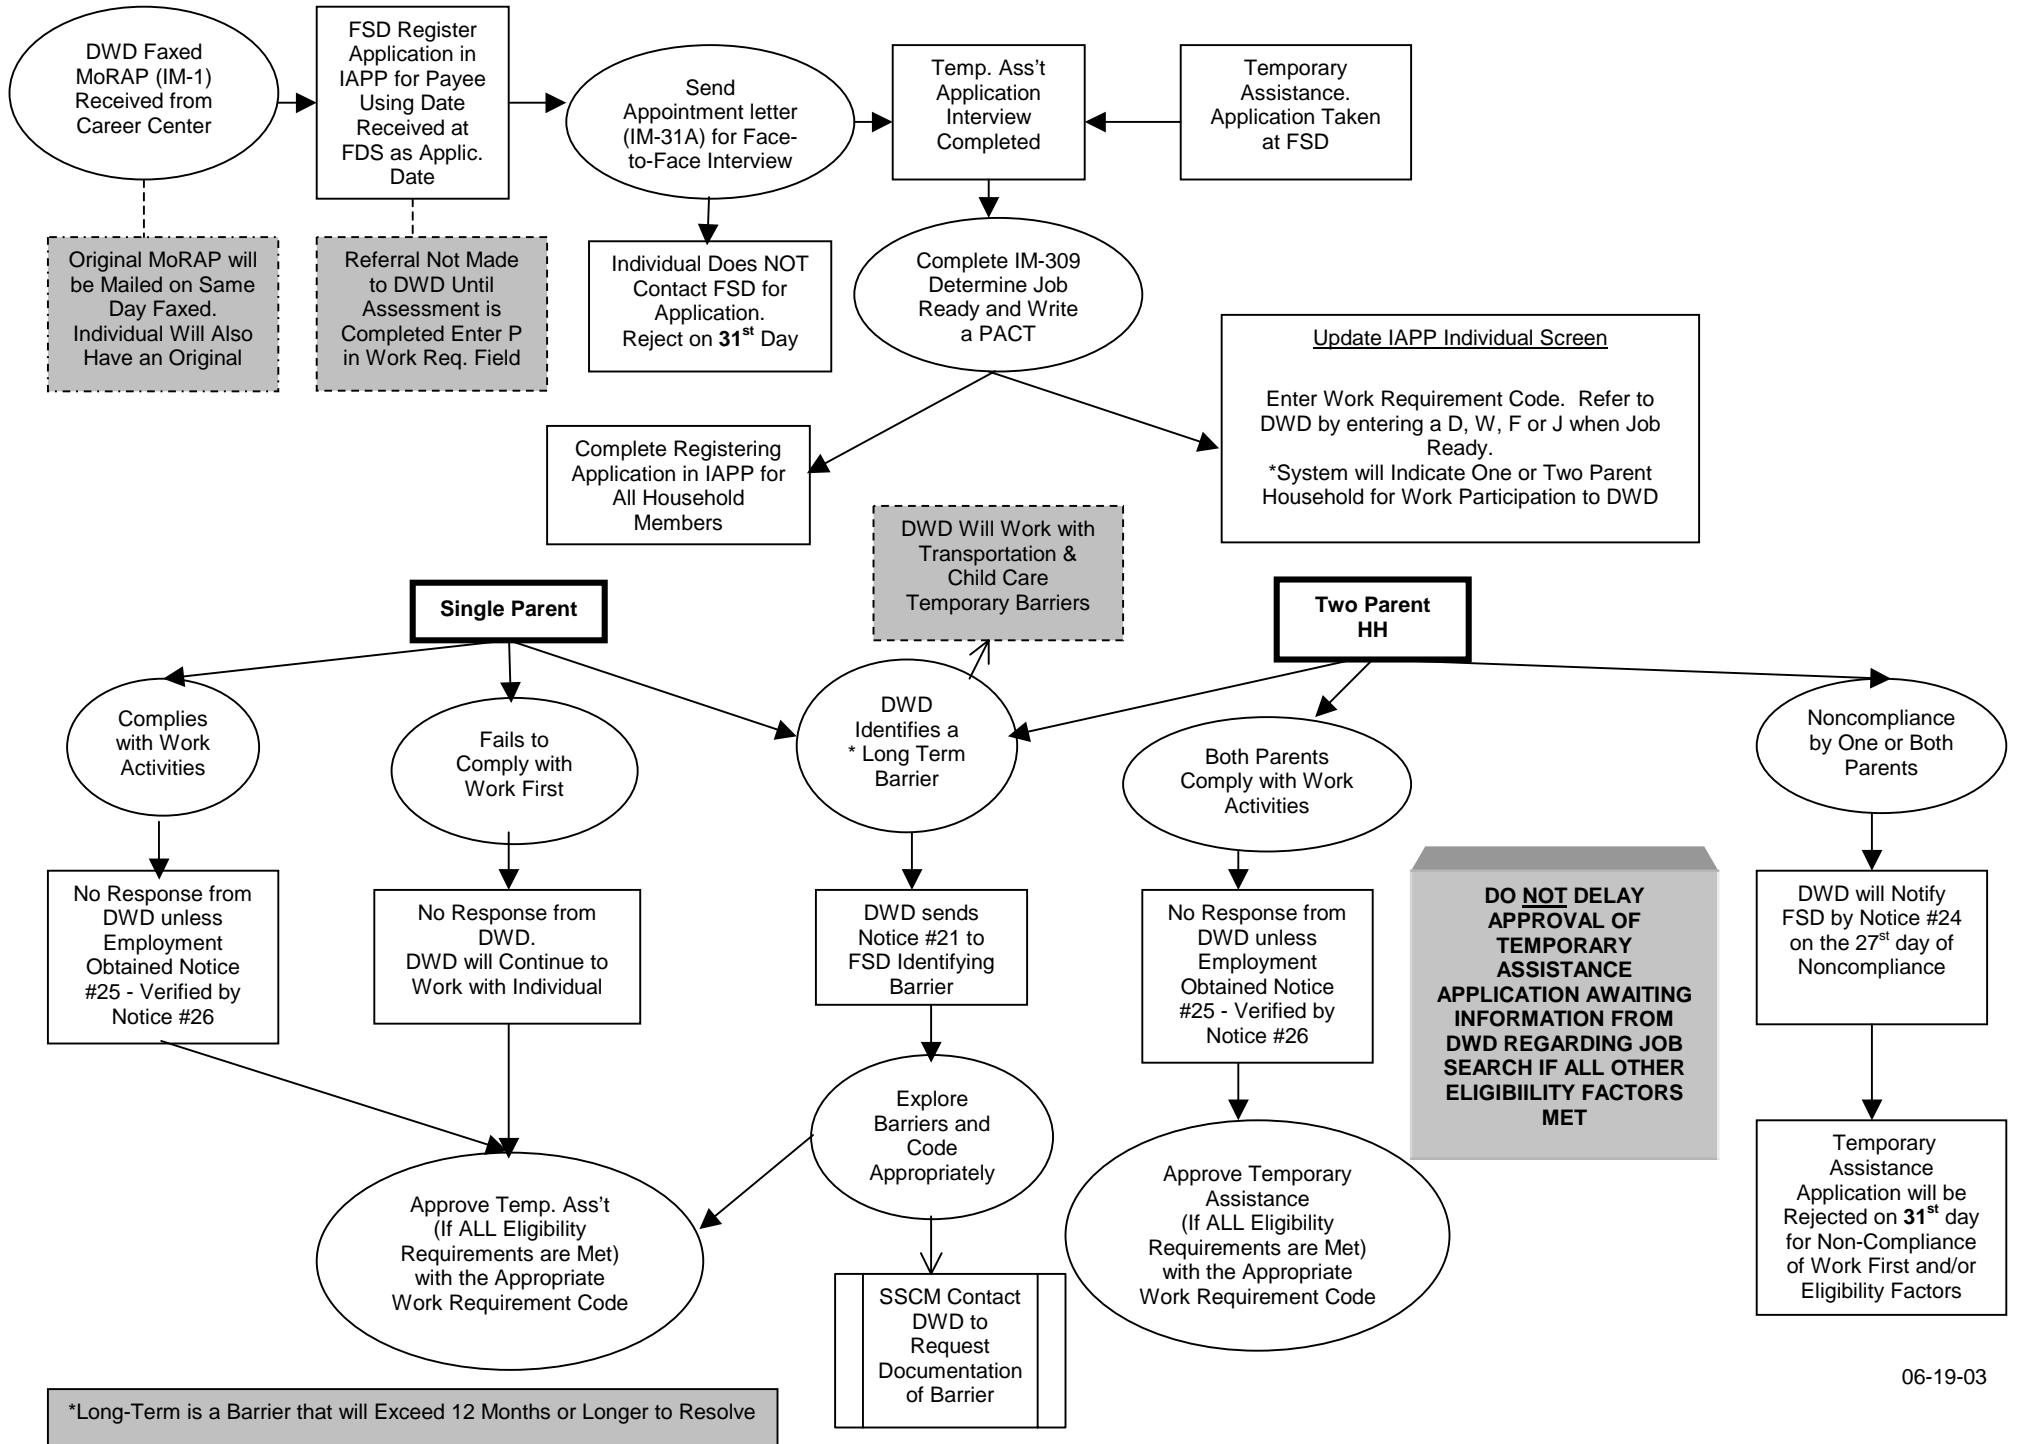 DWD Faxed
MoRAP (IM-1)
Received from
Career Center
FSD Register
Application in
IAPP for Payee
Using Date
Received at
FDS as Applic.
Date
Send
Appointment letter
(IM-31A) for Face-
to-Face Interview
Temp. Ass't
Application
Interview
Completed
Temporary
Assistance.
Application Taken
at FSD
Original MoRAP will
be Mailed on Same
Day Faxed.
Individual Will Also
Have an Original
Referral Not Made
to DWD Until
Assessment is
Completed Enter P
in Work Req. Field
Individual Does NOT
Contact FSD for
Application.
Reject on 31st Day
Complete IM-309
Determine Job
Ready and Write
a PACT
Update IAPP Individual Screen
Enter Work Requirement Code. Refer to
DWD by entering a D, W, F or J when Job
Ready.
*System will Indicate One or Two Parent
Household for Work Participation to DWD
Complete Registering
Application in IAPP for
All Household
Members
DWD Will Work with
Transportation &
Child Care
Temporary Barriers
Single Parent
Two Parent
HH
Complies
with Work
Activities
Fails to
Comply with
Work First
DWD
Identifies a
* Long Term
Barrier
Both Parents
Comply with Work
Activities
Noncompliance
by One or Both
Parents
No Response from
DWD unless
Employment
Obtained Notice
#25 - Verified by
Notice #26
No Response from
DWD.
DWD will Continue to
Work with Individual
DWD sends
Notice #21 to
FSD Identifying
Barrier
No Response from
DWD unless
Employment
Obtained Notice
#25 - Verified by
Notice #26
DO NOT DELAY
APPROVAL OF
TEMPORARY
ASSISTANCE
APPLICATION AWAITING
INFORMATION FROM
DWD REGARDING JOB
SEARCH IF ALL OTHER
ELIGIBIILITY FACTORS
MET
DWD will Notify
FSD by Notice #24
on the 27st day of
Noncompliance
Explore
Barriers and
Code
Appropriately
Approve Temp. Ass't
(If ALL Eligibility
Requirements are Met)
with the Appropriate
Work Requirement Code
Approve Temporary
Assistance
(If ALL Eligibility
Requirements are Met)
with the Appropriate
Work Requirement Code
Temporary
Assistance
Application will be
Rejected on 31st day
for Non-Compliance
of Work First and/or
Eligibility Factors
SSCM Contact
DWD to
Request
Documentation
of Barrier
06-19-03
*Long-Term is a Barrier that will Exceed 12 Months or Longer to Resolve